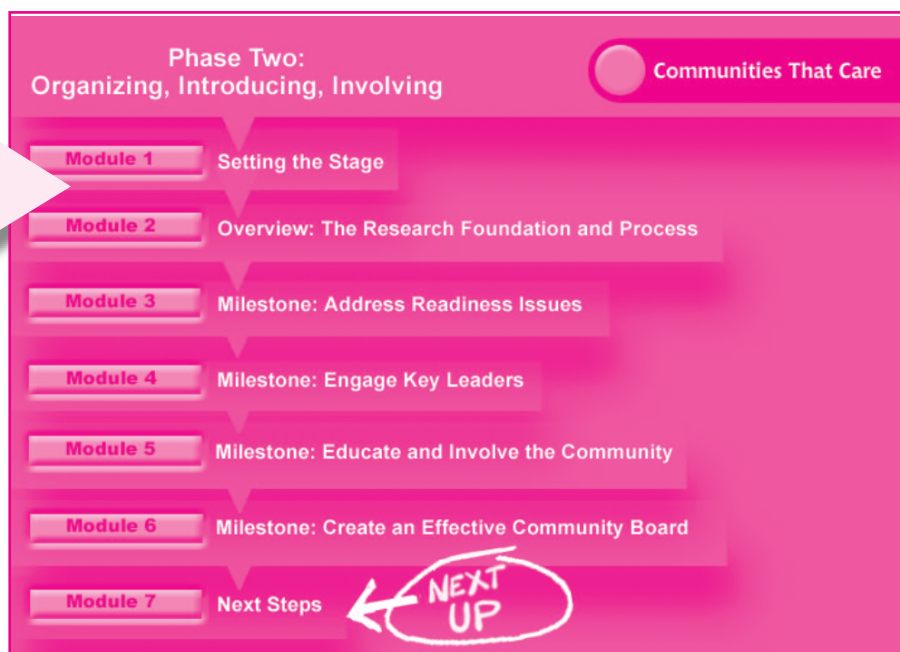 Phase Two:
Organizing, Introducing, Involving
Communities That Care
Module 1 Setting the Stage
Module 2 Overview: The Research Foundation and Process
Module 3 Milestone: Address Readiness Issues
Module 4 Milestone: Engage Key Leaders
Module 5 Milestone: Educate and Involve the Community
Module 6 Milestone: Create an Effective Community Board
Module 7 Next Steps
NEXT
UP